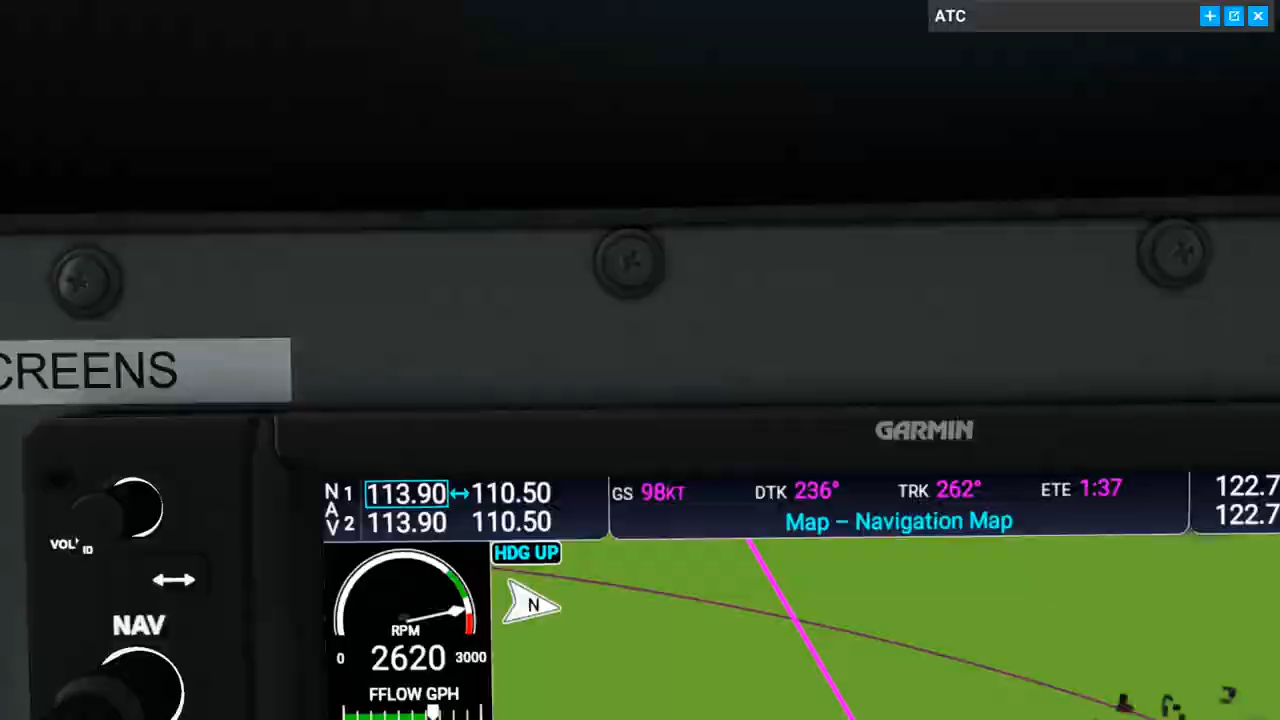 ATC
CREENS
GARMIN
N 1 113.90 ↔ 110.50
A
V 2 113.90 110.50
GS 98KT DTK 236° TRK 262° ETE 1:37
Map – Navigation Map
122.7
122.7
HDG UP
N
RPM
0 2620 3000
FFLOW GPH
VOL ID
NAV